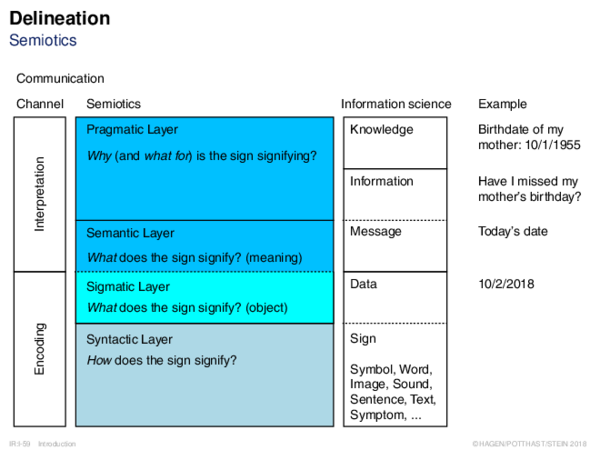 Delineation
Semiotics
Communication
Channel
Semiotics
Information science
Example
Interpretation
Pragmatic Layer
Why (and what for) is the sign signifying?
Knowledge
Birthdate of my
mother: 10/1/1955
Information
Have I missed my
mother's birthday?
Semantic Layer
What does the sign signify? (meaning)
Message
Today's date
Encoding
Sigmatic Layer
What does the sign signify? (object)
Data
10/2/2018
Syntactic Layer
How does the sign signify?
Sign
Symbol, Word,
Image, Sound,
Sentence, Text,
Symptom, ...
IR:I-59 Introduction
©HAGEN/POTTHAST/STEIN 2018